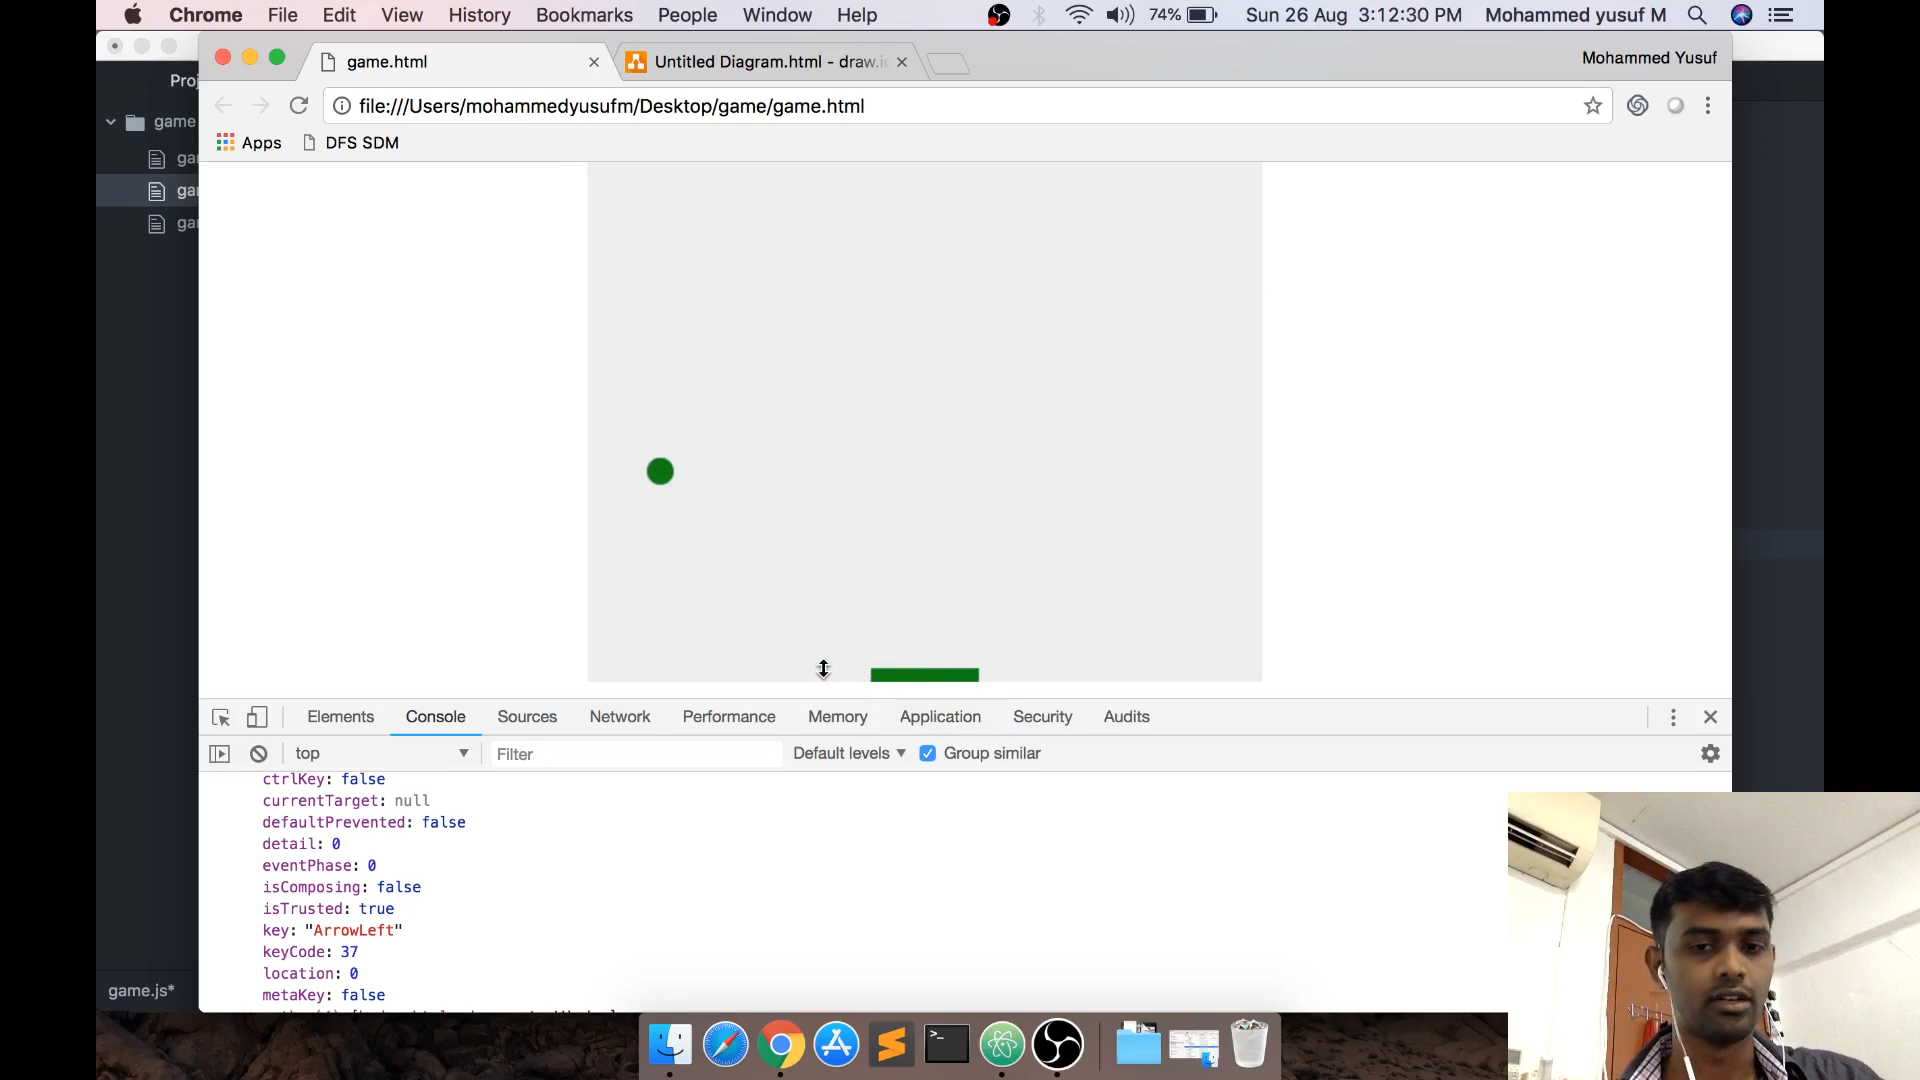 Chrome File Edit View History Bookmarks People Window Help 74% Sun 26 Aug 3:12:30 PM Mohammed yusuf M
game.html Untitled Diagram.html - draw.i Mohammed Yusuf
file:///Users/mohammedyusufm/Desktop/game/game.html
Apps DFS SDM
Proj
game
gar
gar
gar
Elements Console Sources Network Performance Memory Application Security Audits
top Filter Default levels Group similar
ctrlKey: false
currentTarget: null
defaultPrevented: false
detail: 0
eventPhase: 0
isComposing: false
isTrusted: true
key: "ArrowLeft"
keyCode: 37
location: 0
metaKey: false
game.js*